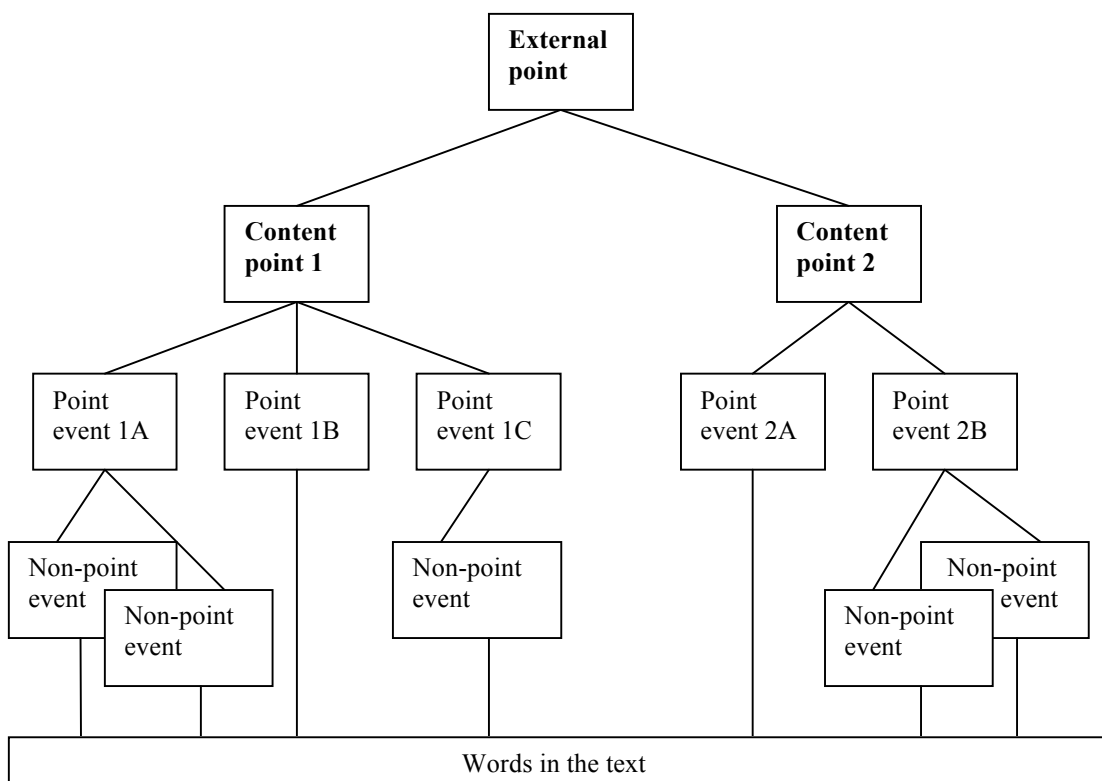 External
point
Content
point 1
Content
point 2
Point
event 1A
Point
event 1B
Point
event 1C
Point
event 2A
Point
event 2B
Non-point
event
Non-point
event
Non-point
event
Non-point
event
Non-point
event
Words in the text